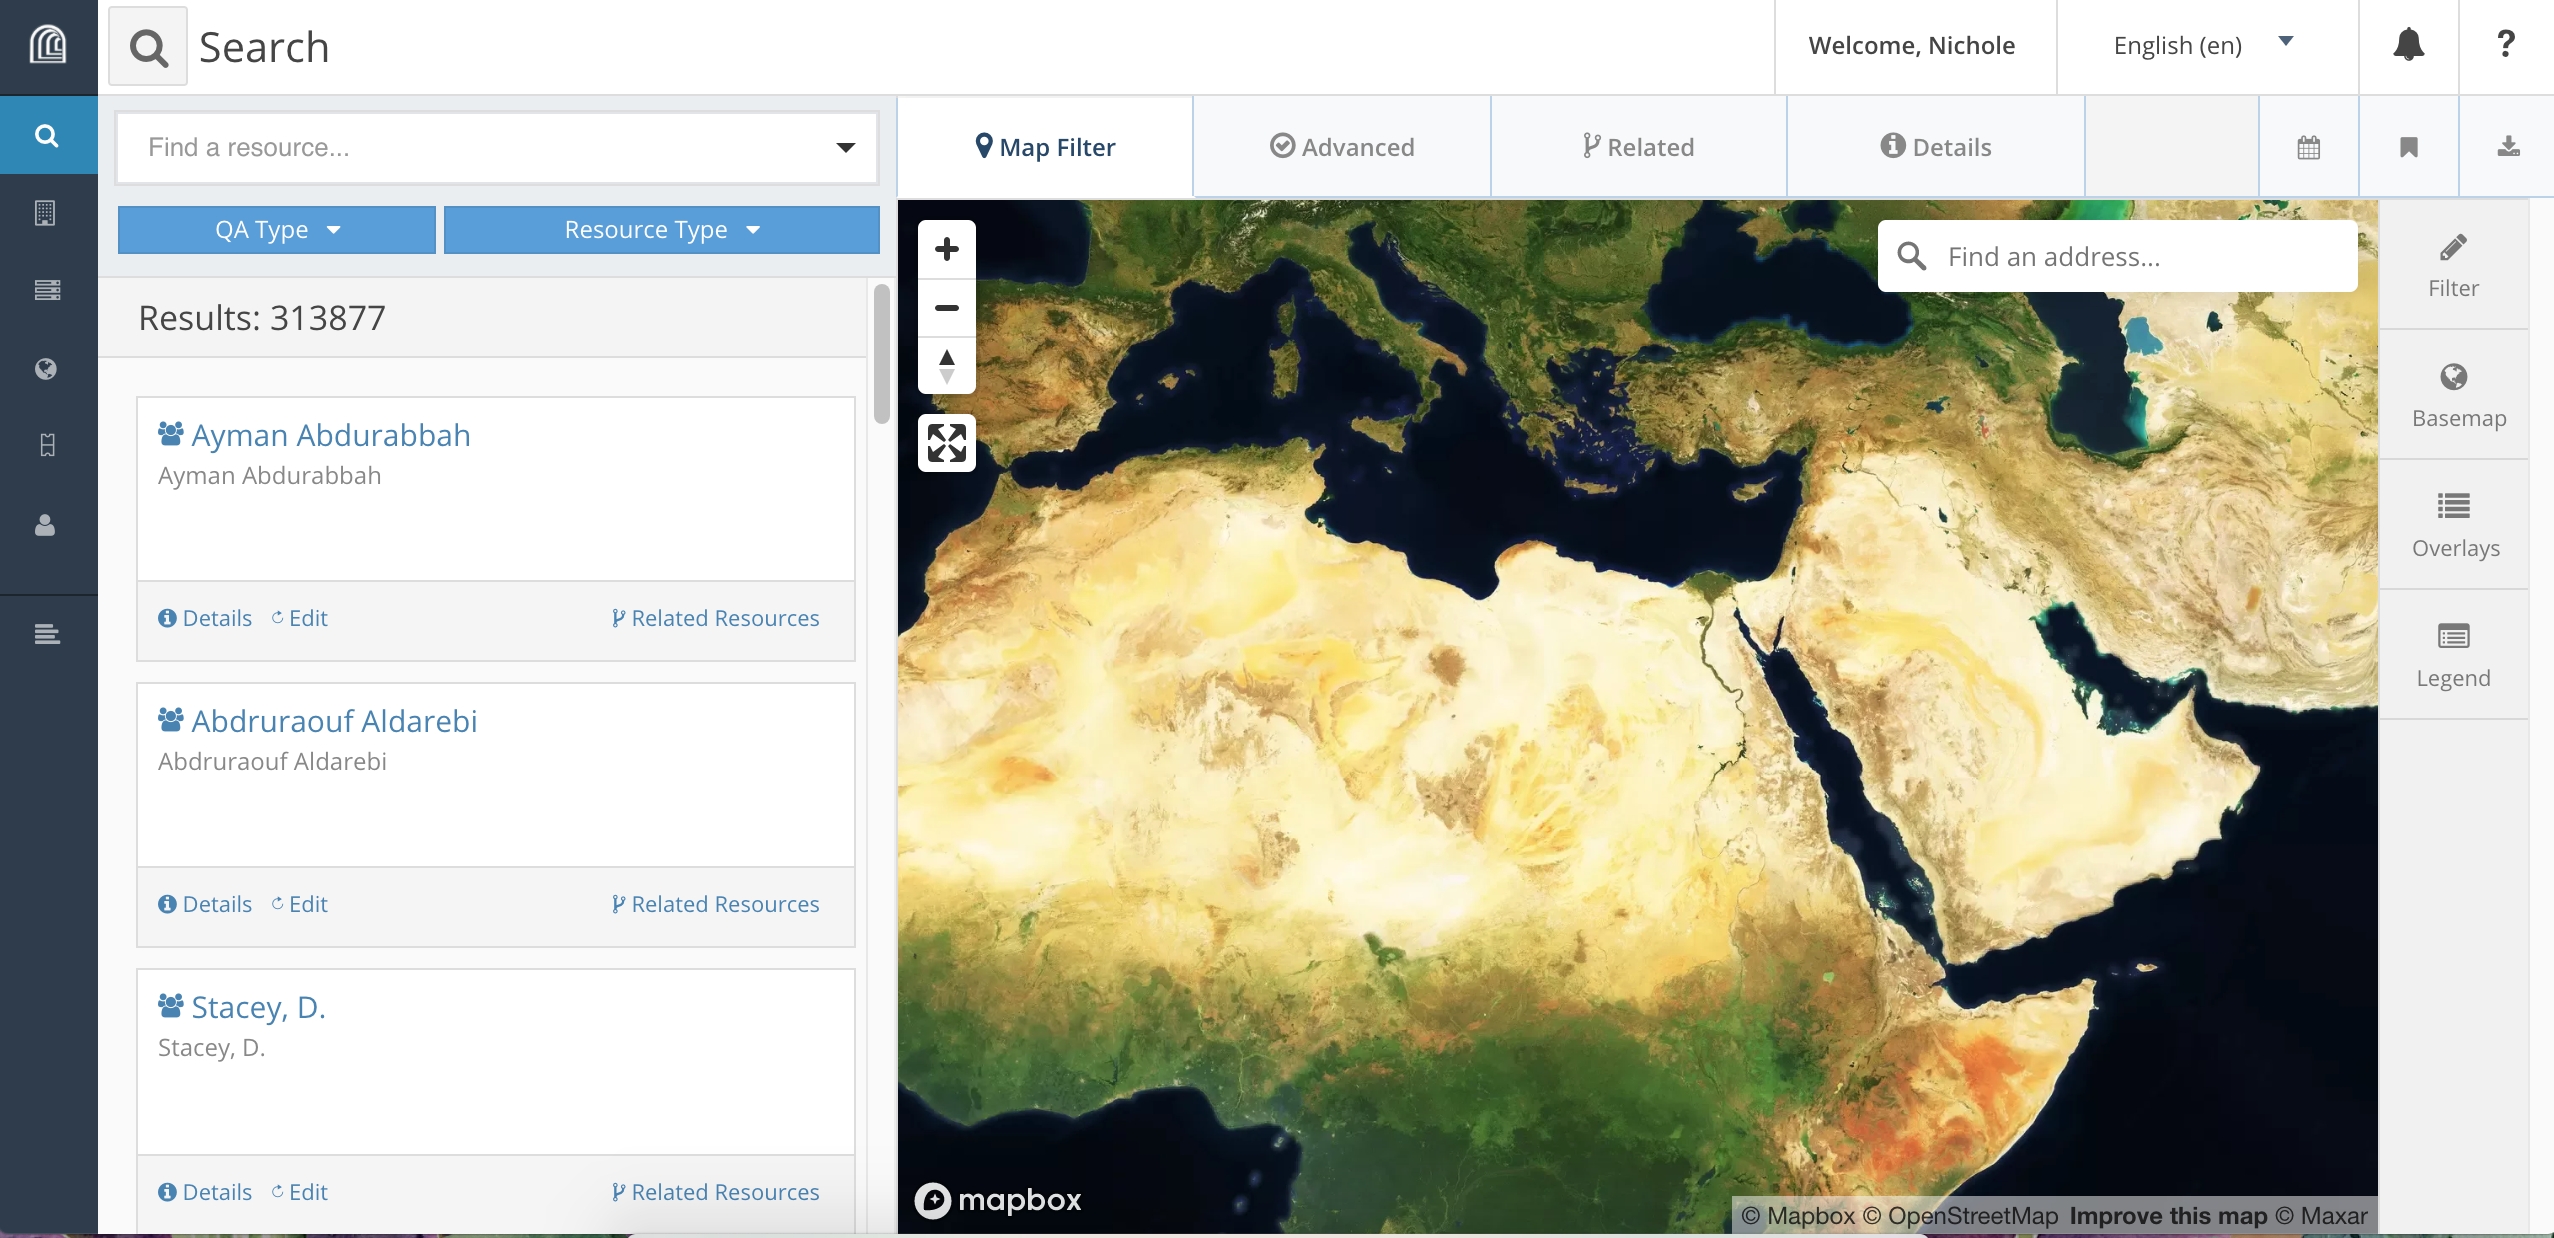 Search
Welcome, Nichole
English (en)
?
Find a resource...
Map Filter
Advanced
Related
Details
QA Type
Resource Type
Find an address...
Filter
Results: 313877
Basemap
Ayman Abdurabbah
Ayman Abdurabbah
Overlays
Details Edit Related Resources
Legend
Abdruraouf Aldarebi
Abdruraouf Aldarebi
Details Edit Related Resources
Stacey, D.
Stacey, D.
Details Edit Related Resources
mapbox
© Mapbox © OpenStreetMap Improve this map © Maxar